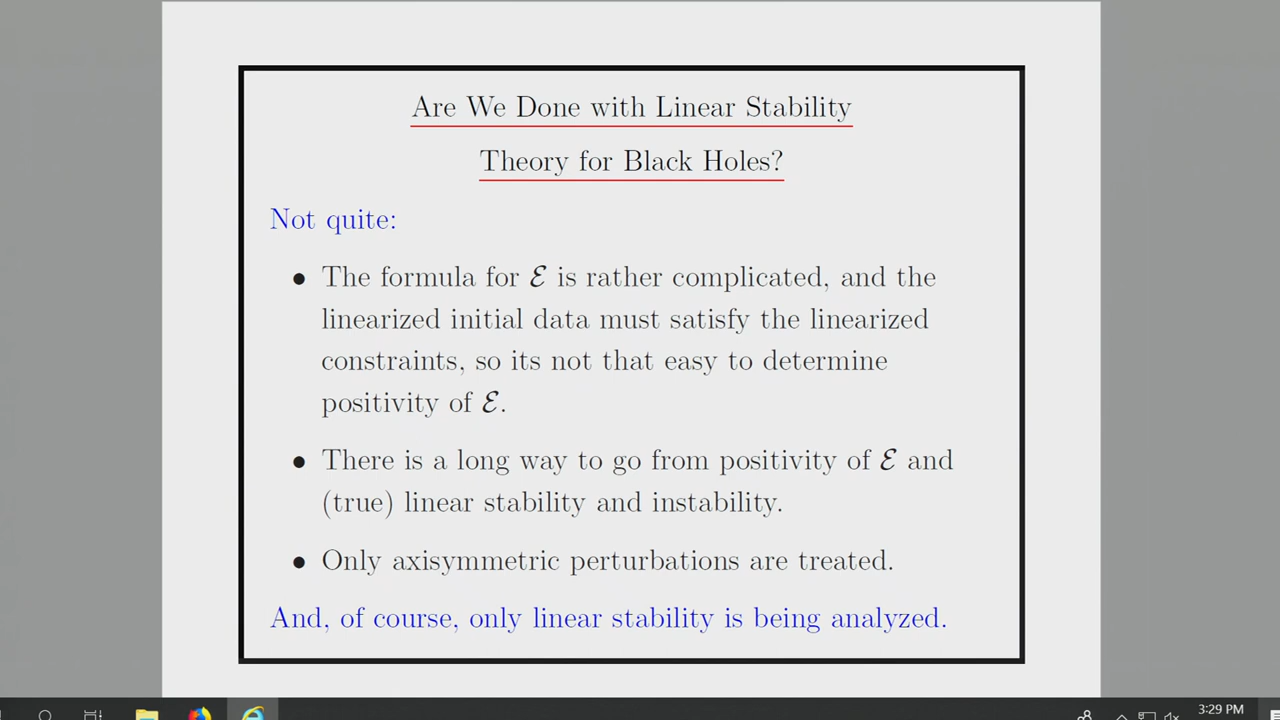 Are We Done with Linear Stability
Theory for Black Holes?
Not quite:
• The formula for ℰ is rather complicated, and the
linearized initial data must satisfy the linearized
constraints, so its not that easy to determine
positivity of ℰ.
• There is a long way to go from positivity of ℰ and
(true) linear stability and instability.
• Only axisymmetric perturbations are treated.
And, of course, only linear stability is being analyzed.
3:29 PM